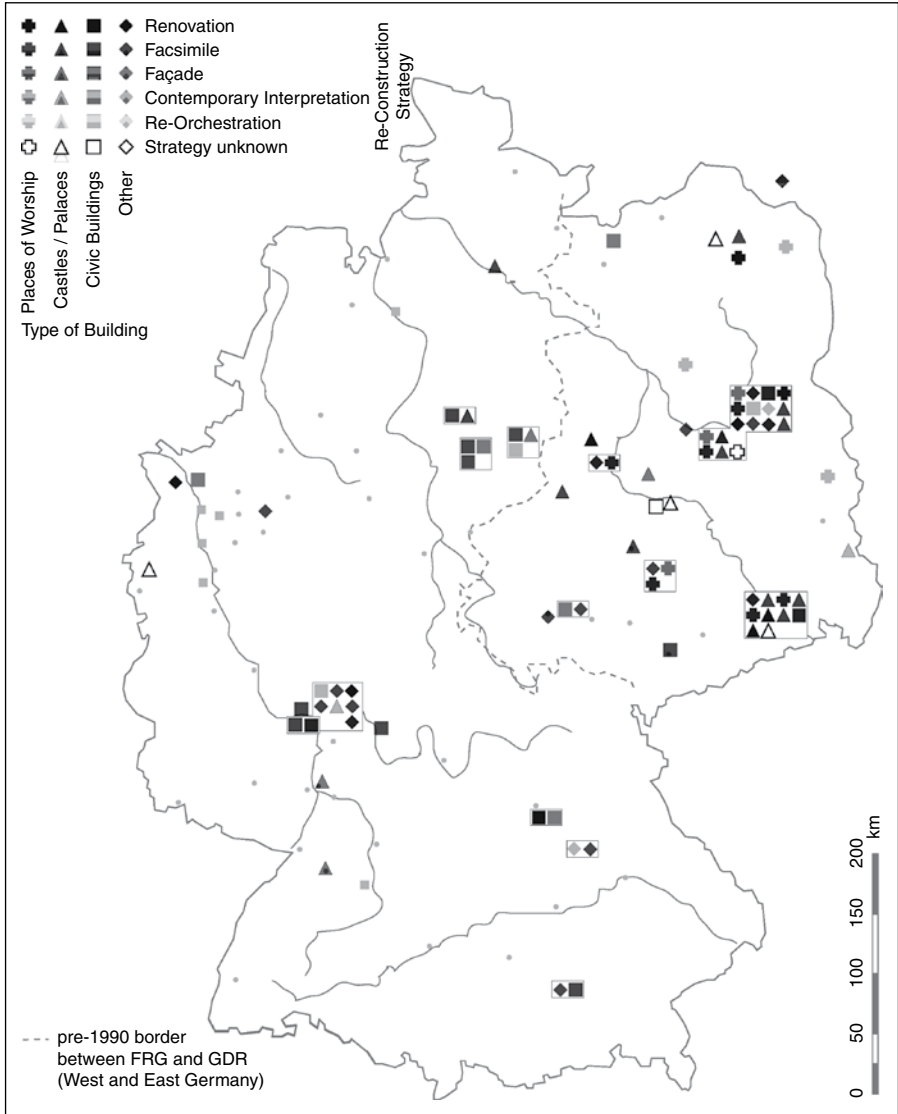 Renovation
Facsimile
Façade
Contemporary Interpretation
Re-Orchestration
Strategy unknown
Re-Construction
Strategy
Places of Worship
Castles / Palaces
Civic Buildings
Other
Type of Building
pre-1990 border
between FRG and GDR
(West and East Germany)
km
200
150
100
50
0